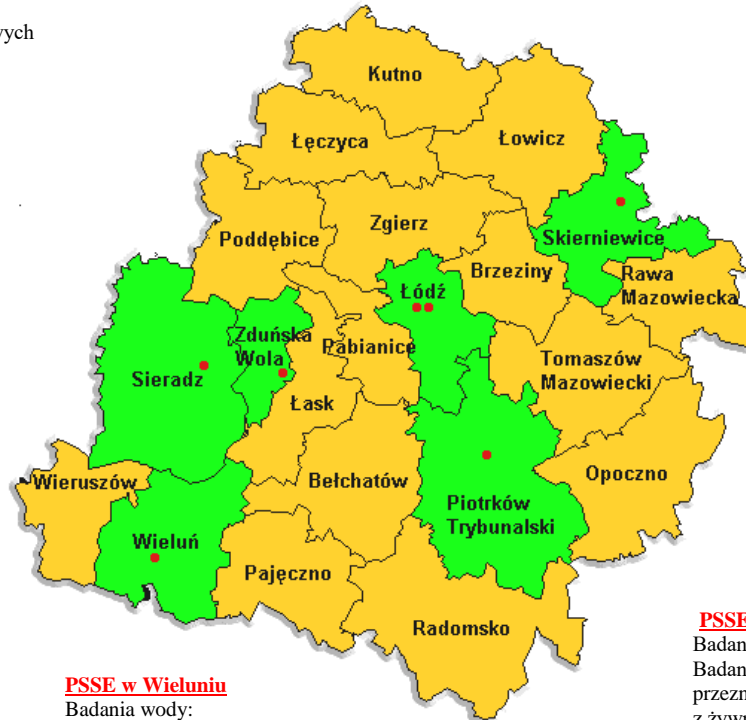 Kutno
Łęczyca
Łowicz
Poddębice
Zgierz
Skierniewice
Brzeziny
Rawa
Mazowiecka
Łódź
Zduńska
Wola
Pabianice
Sieradz
Łask
Tomaszów
Mazowiecki
Wieruszów
Bełchatów
Opoczno
Piotrków
Trybunalski
Wieluń
Pajęczno
Radomsko
PSSE w Wieluniu
Badania wody:
PSSE